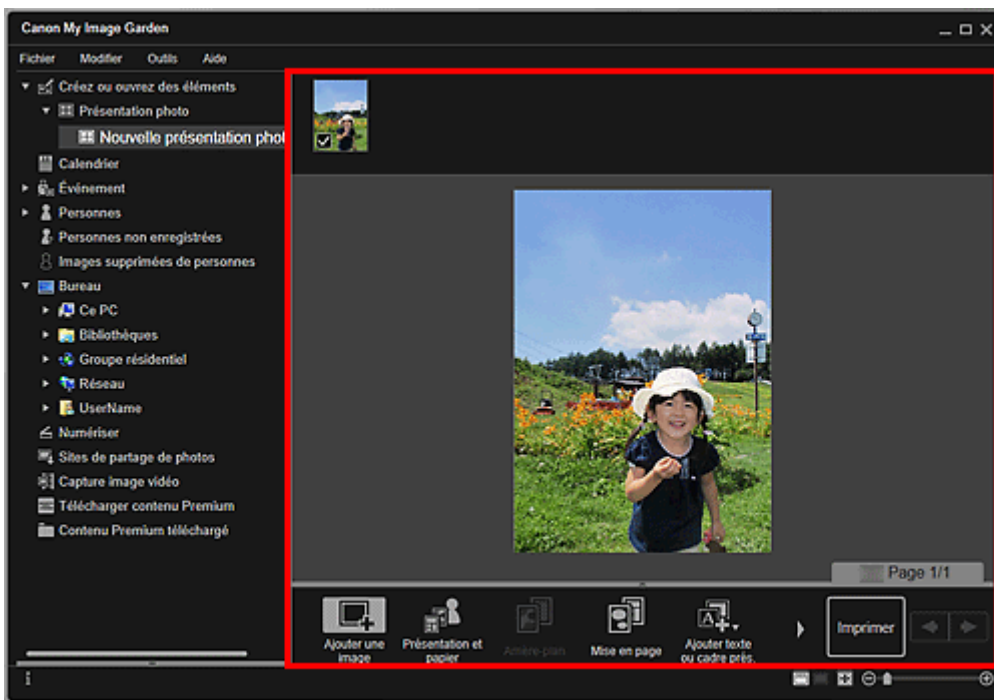 Canon My Image Garden
Fichier Modifier Outils Aide
Créez ou ouvrez des éléments
Présentation photo
Nouvelle présentation phot
Calendrier
Événement
Personnes
Personnes non enregistrées
Images supprimées de personnes
Bureau
Ce PC
Bibliothèques
Groupe résidentiel
Réseau
UserName
Numériser
Sites de partage de photos
Capture image vidéo
Télécharger contenu Premium
Contenu Premium téléchargé
Page 1/1
Ajouter une
image
Présentation et
papier
Arrière-plan
Mise en page
Ajouter texte
ou cadre prés.
Imprimer